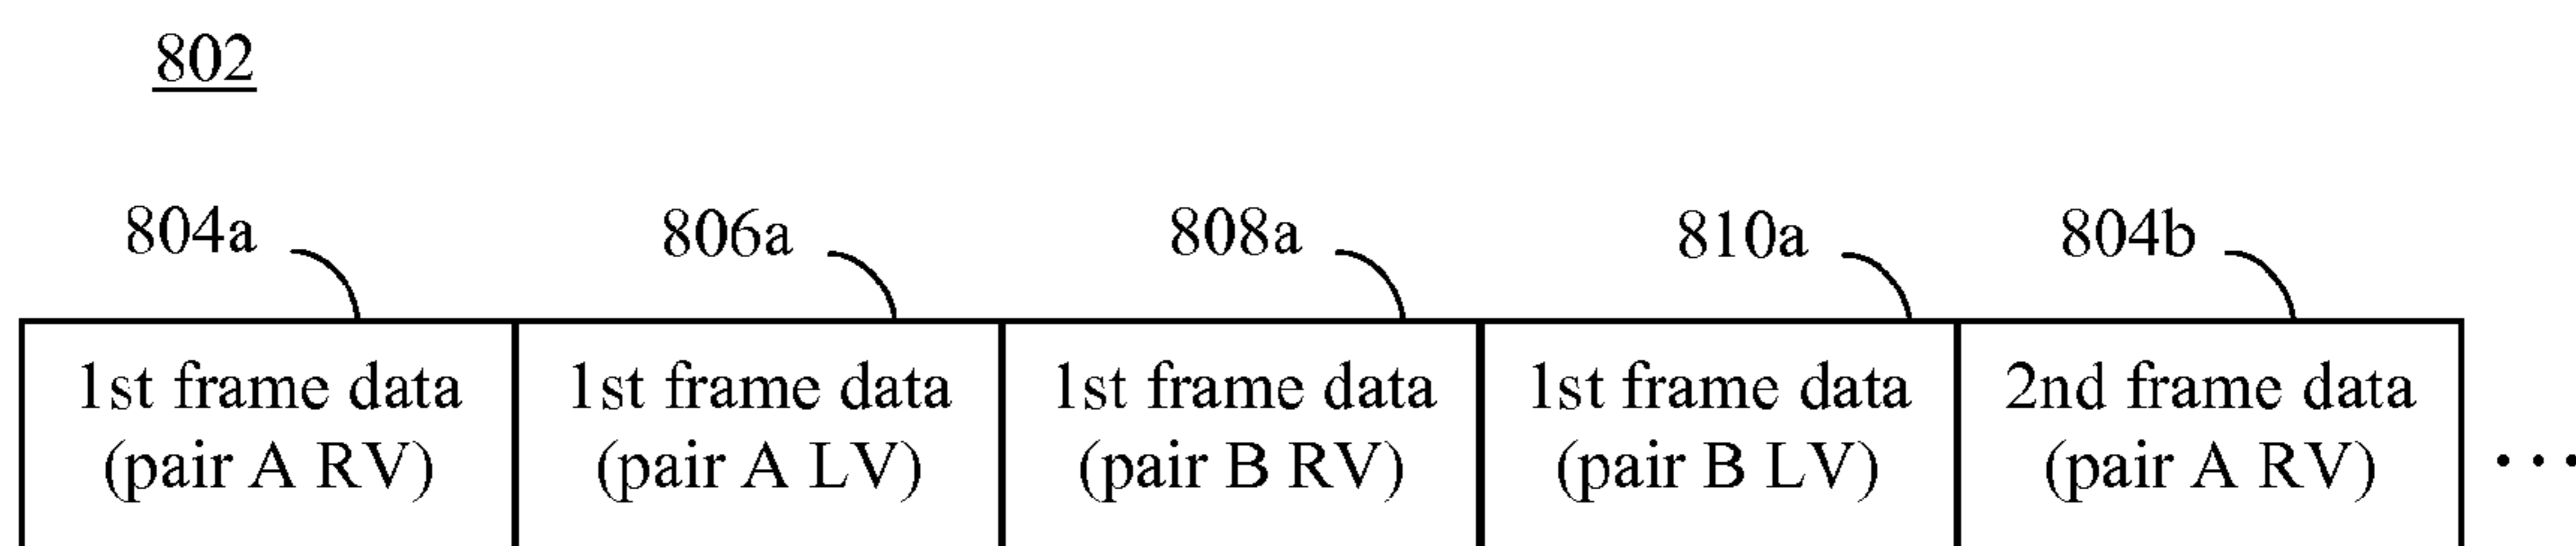 802
804a 806a 808a 810a 804b
1st frame data 1st frame data 1st frame data 1st frame data 2nd frame data
(pair A RV) (pair A LV) (pair B RV) (pair B LV) (pair A RV) ...